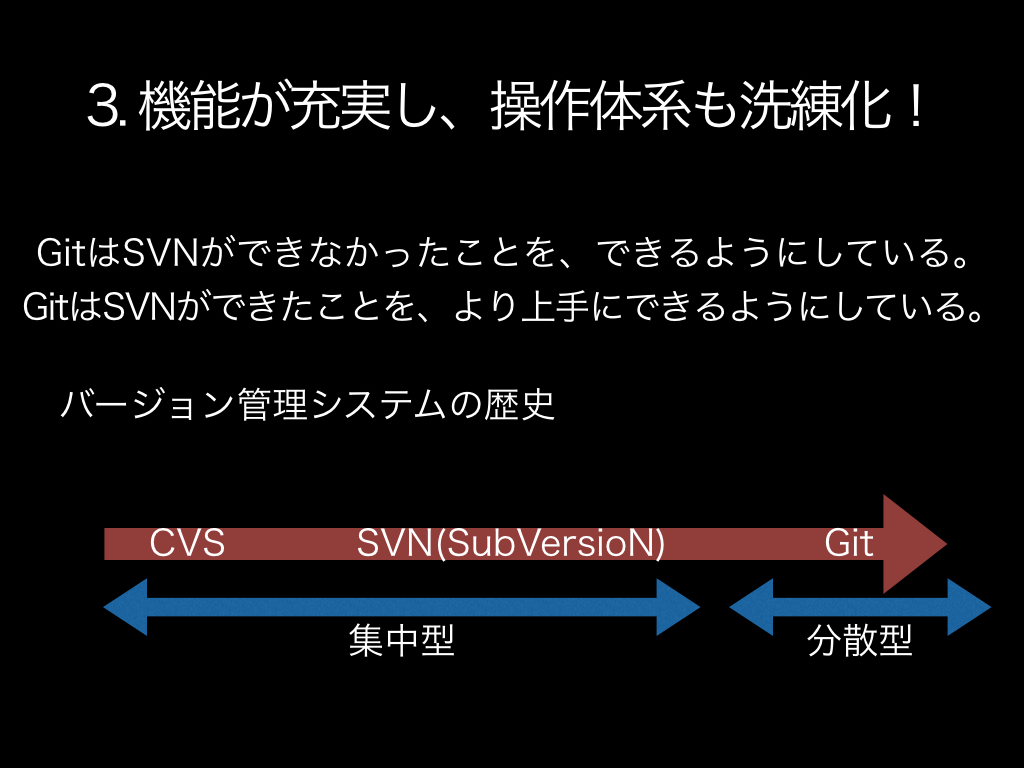 3. 機能が充実し、操作体系も洗練化！
GitはSVNができなかったことを、できるようにしている。
GitはSVNができたことを、より上手にできるようにしている。
バージョン管理システムの歴史
CVS SVN(SubVersioN) Git
集中型 分散型